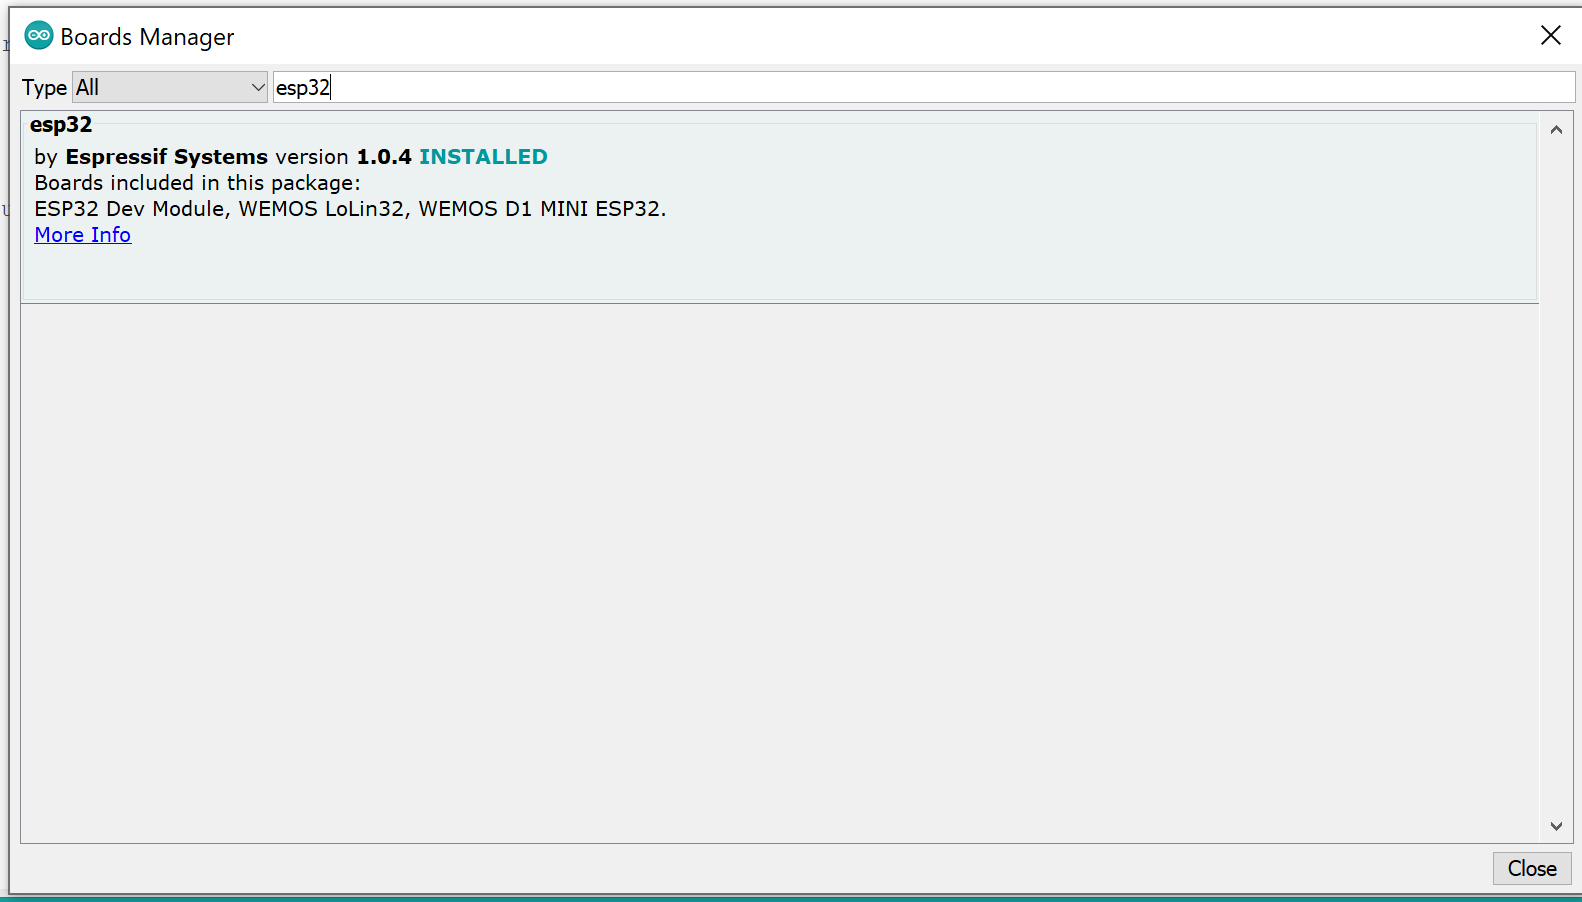 Boards Manager
Type All esp32
esp32
by Espressif Systems version 1.0.4 INSTALLED
Boards included in this package:
ESP32 Dev Module, WEMOS LoLin32, WEMOS D1 MINI ESP32.
More Info
Close